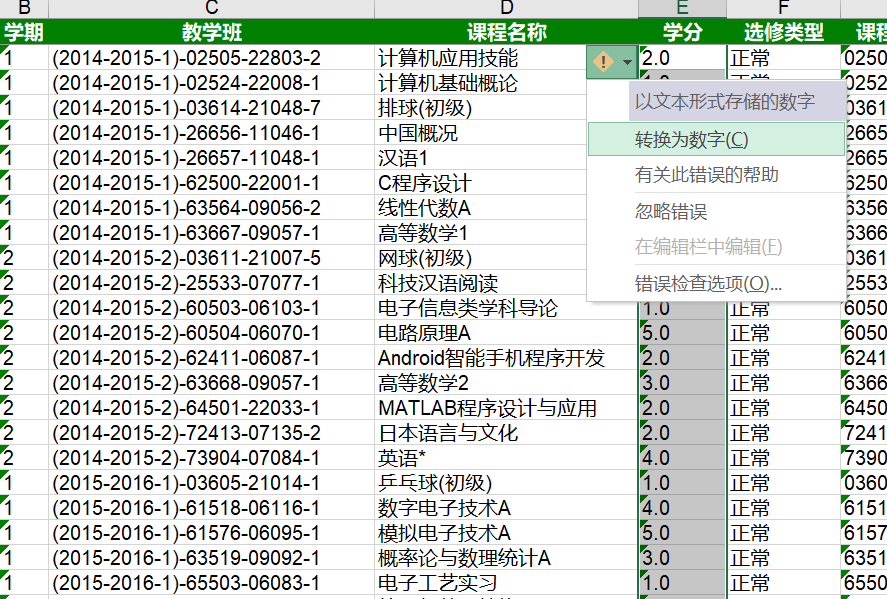 B C D E F
学期 教学班 课程名称 学分 选修类型 课程
1 (2014-2015-1)-02505-22803-2 计算机应用技能 2.0 正常 0250
1 (2014-2015-1)-02524-22008-1 计算机基础概论 0252
以文本形式存储的数字
1 (2014-2015-1)-03614-21048-7 排球(初级) 0361
1 (2014-2015-1)-26656-11046-1 中国概况 2665
转换为数字(C)
1 (2014-2015-1)-26657-11048-1 汉语1 2665
有关此错误的帮助
1 (2014-2015-1)-62500-22001-1 C程序设计 6250
1 (2014-2015-1)-63564-09056-2 线性代数A 6356
忽略错误
1 (2014-2015-1)-63667-09057-1 高等数学1 6366
在编辑栏中编辑(F)
2 (2014-2015-2)-03611-21007-5 网球(初级) 0361
2 (2014-2015-2)-25533-07077-1 科技汉语阅读 2553
错误检查选项(O)...
2 (2014-2015-2)-60503-06103-1 电子信息类学科导论 1.0 正常 6050
2 (2014-2015-2)-60504-06070-1 电路原理A 5.0 正常 6050
2 (2014-2015-2)-62411-06087-1 Android智能手机程序开发 2.0 正常 6241
2 (2014-2015-2)-63668-09057-1 高等数学2 3.0 正常 6366
2 (2014-2015-2)-64501-22033-1 MATLAB程序设计与应用 2.0 正常 6450
2 (2014-2015-2)-72413-07135-2 日本语言与文化 2.0 正常 7241
2 (2014-2015-2)-73904-07084-1 英语* 4.0 正常 7390
1 (2015-2016-1)-03605-21014-1 乒乓球(初级) 1.0 正常 0360
1 (2015-2016-1)-61518-06116-1 数字电子技术A 4.0 正常 6151
1 (2015-2016-1)-61576-06095-1 模拟电子技术A 5.0 正常 6157
1 (2015-2016-1)-63519-09092-1 概率论与数理统计A 3.0 正常 6351
1 (2015-2016-1)-65503-06083-1 电子工艺实习 1.0 正常 6550